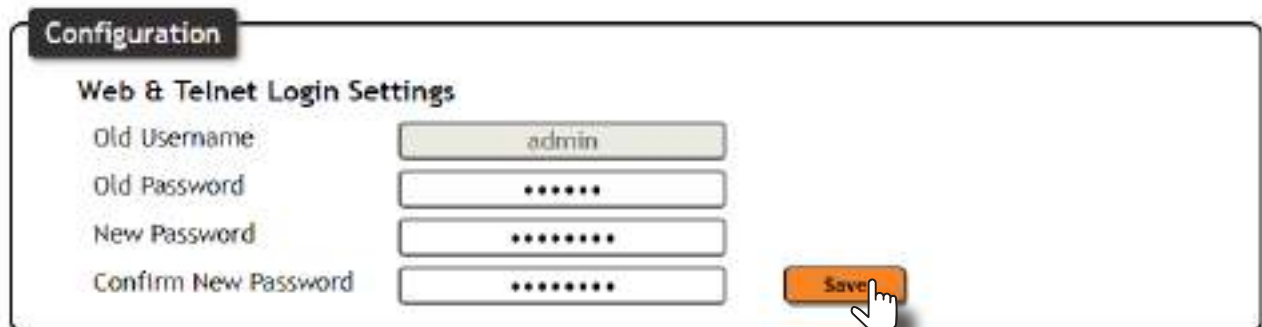 Configuration
Web & Telnet Login Settings
Old Username admin
Old Password ••••••
New Password ••••••••
Confirm New Password ••••••••
Save